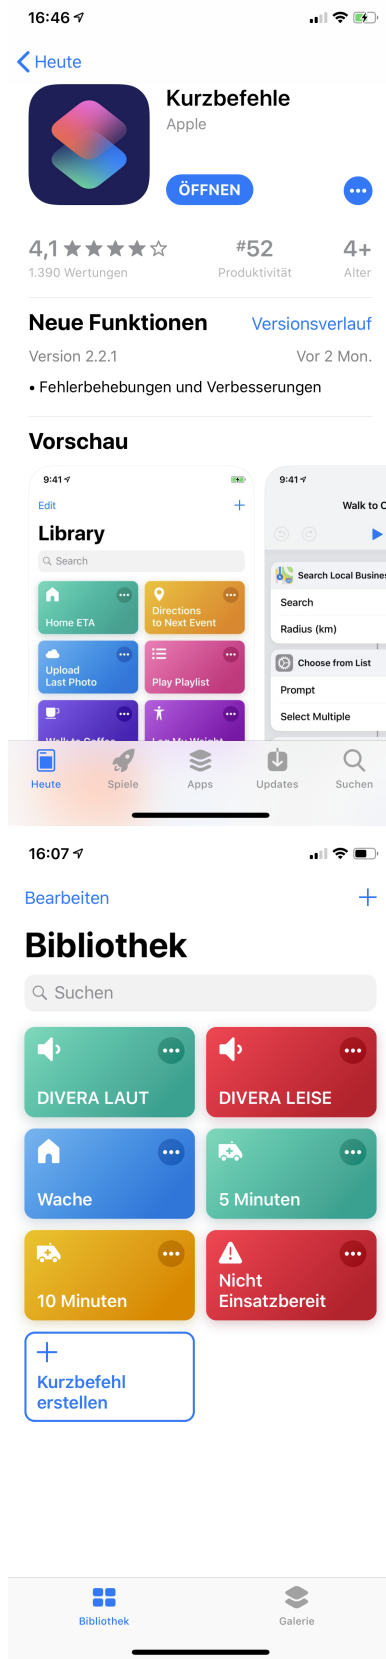 16:46
Heute
Kurzbefehle
Apple
ÖFFNEN
4,1 #52 4+
1.390 Wertungen Produktivität Alter
Neue Funktionen Versionsverlauf
Version 2.2.1 Vor 2 Mon.
• Fehlerbehebungen und Verbesserungen
Vorschau
9:41
Edit
Library
Search
Home ETA
Directions
to Next Event
Upload
Last Photo
Play Playlist
9:41
Walk to C
Search Local Busines
Search
Radius (km)
Choose from List
Prompt
Select Multiple
Heute Spiele Apps Updates Suchen
16:07
Bearbeiten
Bibliothek
Suchen
DIVERA LAUT
DIVERA LEISE
Wache
5 Minuten
10 Minuten
Nicht
Einsatzbereit
Kurzbefehl
erstellen
Bibliothek Galerie